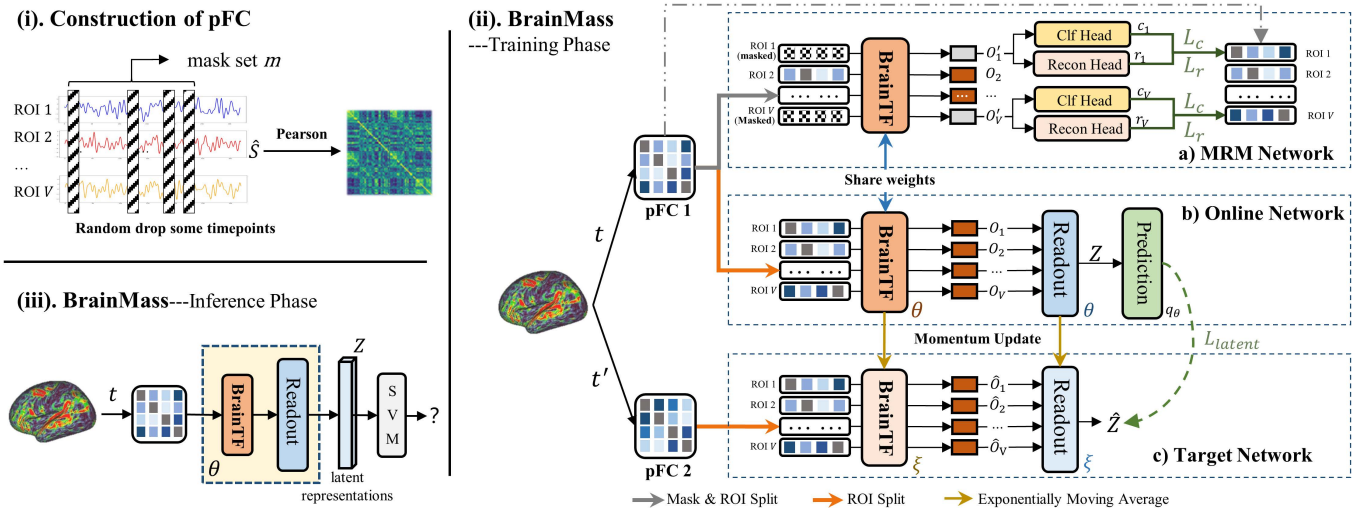 (i). Construction of pFC
mask set m
ROI 1
ROI 2
...
ROI V
Ŝ
Pearson
Random drop some timepoints
(iii). BrainMass---Inference Phase
t
BrainTF
Readout
θ
Z
latent
representations
S
V
M
?
(ii). BrainMass
---Training Phase
t
t′
pFC 1
pFC 2
ROI 1
(masked)
ROI 2
. . . . .
ROI V
(Masked)
BrainTF
O′₁
O₂
...
...
O′V
Clf Head
Recon Head
c₁
r₁
Clf Head
Recon Head
cV
rV
L_c
L_r
L_c
L_r
ROI 1
ROI 2
. . . . .
ROI V
a) MRM Network
Share weights
b) Online Network
ROI 1
ROI 2
. . . . .
ROI V
BrainTF
θ
O₁
O₂
...
OV
Readout
θ
Z
Prediction
qθ
Momentum Update
L_latent
ROI 1
ROI 2
. . . . .
ROI V
BrainTF
ξ
Ô₁
Ô₂
...
ÔV
Readout
ξ
Ẑ
c) Target Network
Mask & ROI Split
ROI Split
Exponentially Moving Average